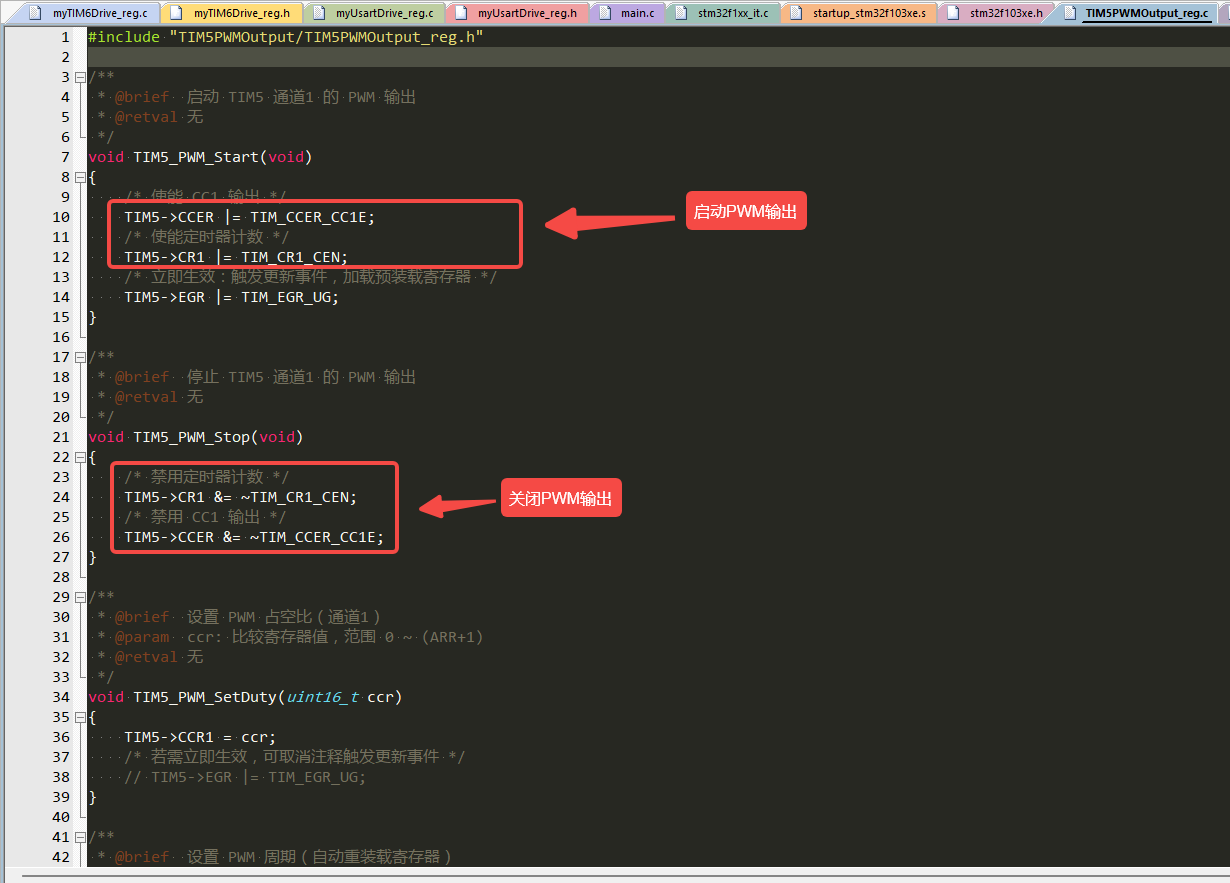 myTIM6Drive_reg.c myTIM6Drive_reg.h myUsartDrive_reg.c myUsartDrive_reg.h main.c stm32f1xx_it.c startup_stm32f103xe.s stm32f103xe.h TIM5PWMOutput_reg.c
1 #include "TIM5PWMOutput/TIM5PWMOutput_reg.h"
2
3 /**
4  * @brief  启动 TIM5 通道1 的 PWM 输出
5  * @retval 无
6  */
7 void TIM5_PWM_Start(void)
8 {
9     /* 使能 CC1 输出 */
10     TIM5->CCER |= TIM_CCER_CC1E;
启动PWM输出
11     /* 使能定时器计数 */
12     TIM5->CR1 |= TIM_CR1_CEN;
13     /* 立即生效：触发更新事件，加载预装载寄存器 */
14     TIM5->EGR |= TIM_EGR_UG;
15 }
16
17 /**
18  * @brief  停止 TIM5 通道1 的 PWM 输出
19  * @retval 无
20  */
21 void TIM5_PWM_Stop(void)
22 {
23     /* 禁用定时器计数 */
24     TIM5->CR1 &= ~TIM_CR1_CEN;
关闭PWM输出
25     /* 禁用 CC1 输出 */
26     TIM5->CCER &= ~TIM_CCER_CC1E;
27 }
28
29 /**
30  * @brief  设置 PWM 占空比（通道1）
31  * @param  ccr: 比较寄存器值，范围 0 ~ (ARR+1)
32  * @retval 无
33  */
34 void TIM5_PWM_SetDuty(uint16_t ccr)
35 {
36     TIM5->CCR1 = ccr;
37     /* 若需立即生效，可取消注释触发更新事件 */
38     // TIM5->EGR |= TIM_EGR_UG;
39 }
40
41 /**
42  * @brief  设置 PWM 周期（自动重装载寄存器）